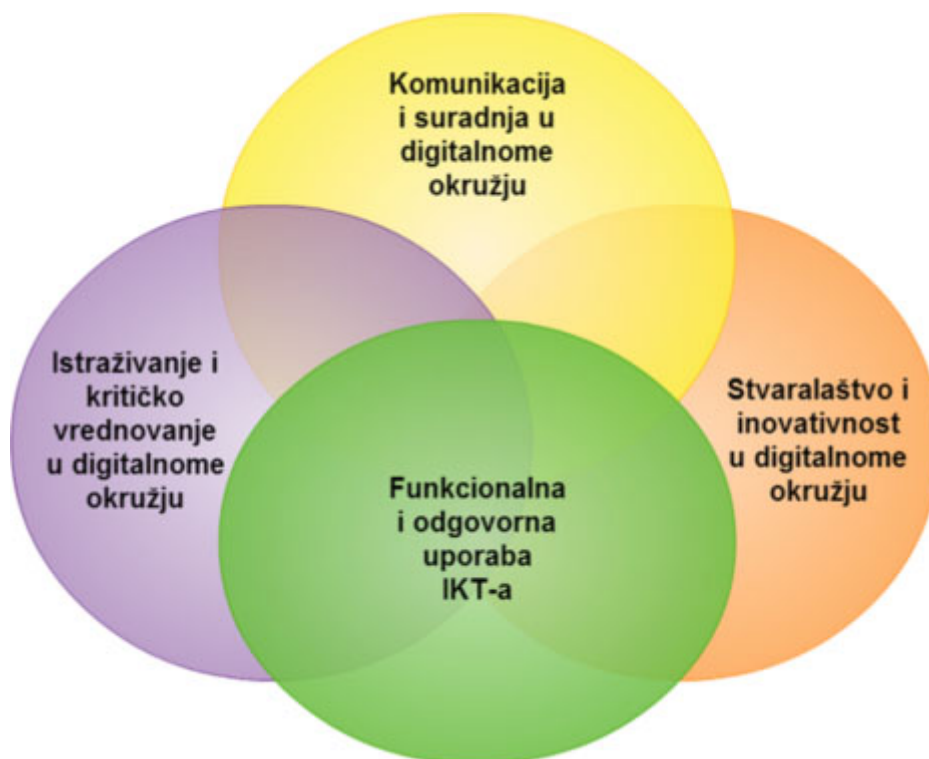 Komunikacija
i suradnja u
digitalnome
okružju
Istraživanje i
kritičko
vrednovanje
u digitalnome
okružju
Stvaralaštvo i
inovativnost
u digitalnome
okružju
Funkcionalna
i odgovorna
uporaba
IKT-a